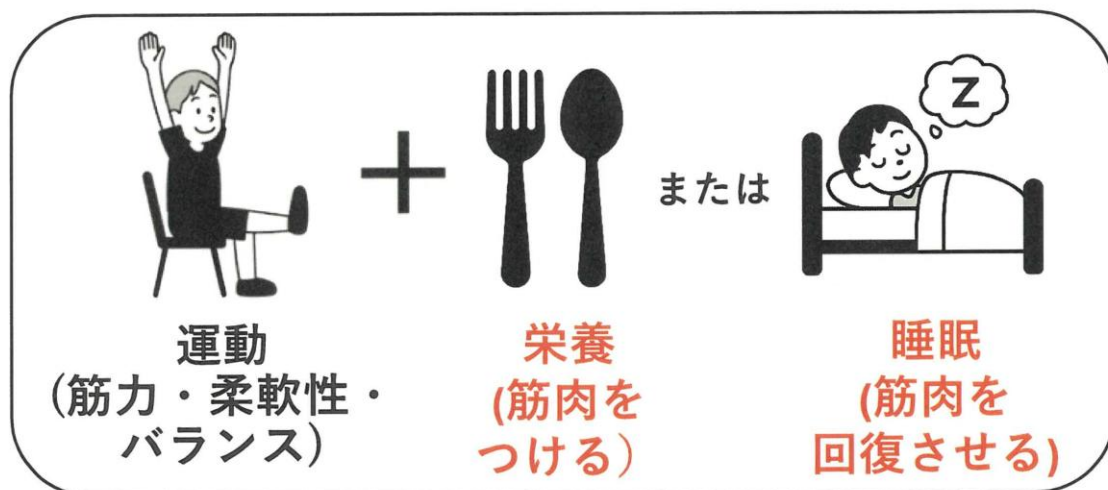 Z
または
運動
(筋力・柔軟性・
バランス)
栄養
(筋肉を
つける)
睡眠
(筋肉を
回復させる)